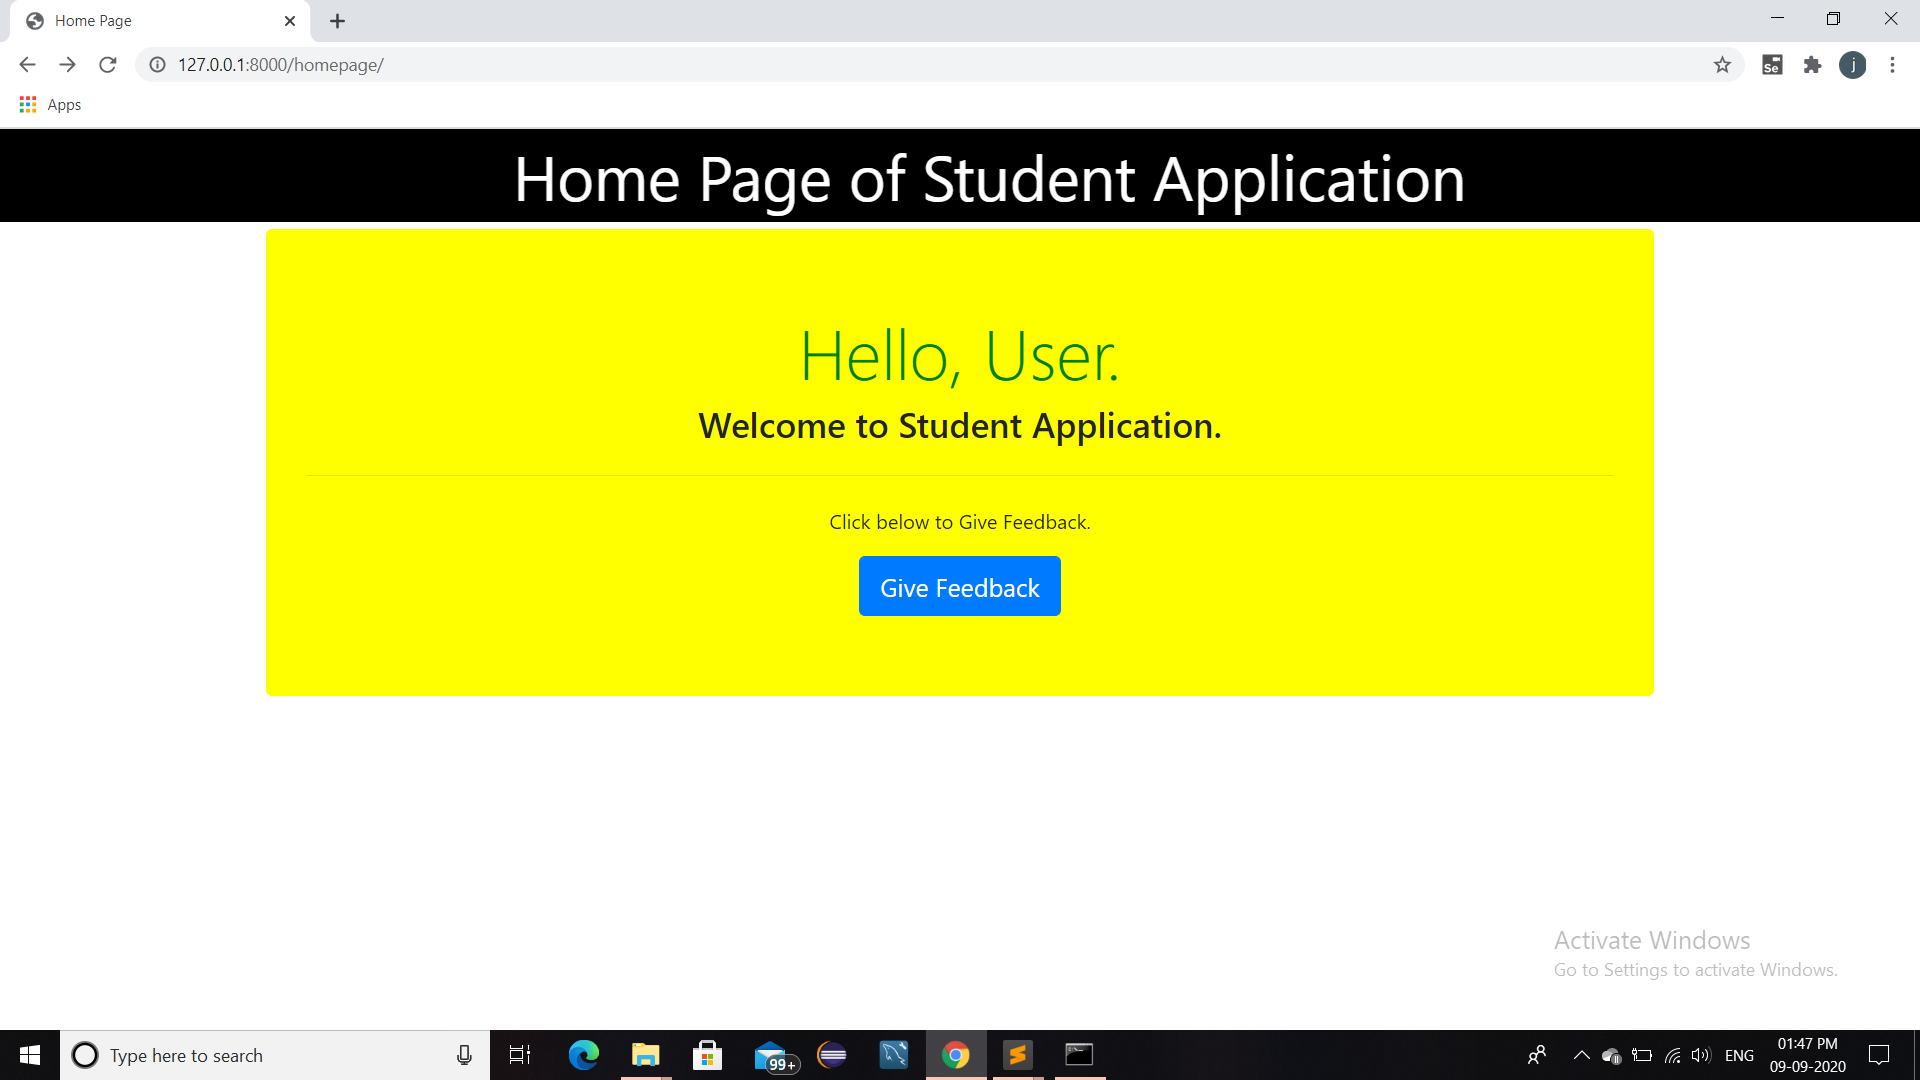 Home Page
127.0.0.1:8000/homepage/
Se
j
Apps
Home Page of Student Application
Hello, User.
Welcome to Student Application.
Click below to Give Feedback.
Give Feedback
Activate Windows
Go to Settings to activate Windows.
Type here to search
99+
ENG
01:47 PM
09-09-2020